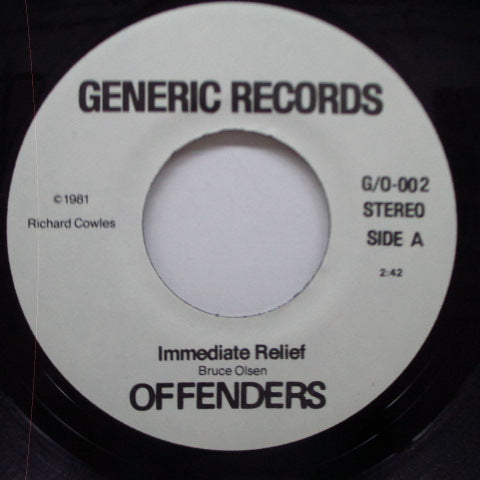 GENERIC RECORDS
©1981
Richard Cowles
G/O-002
STEREO
SIDE A
2:42
Immediate Relief
Bruce Olsen
OFFENDERS